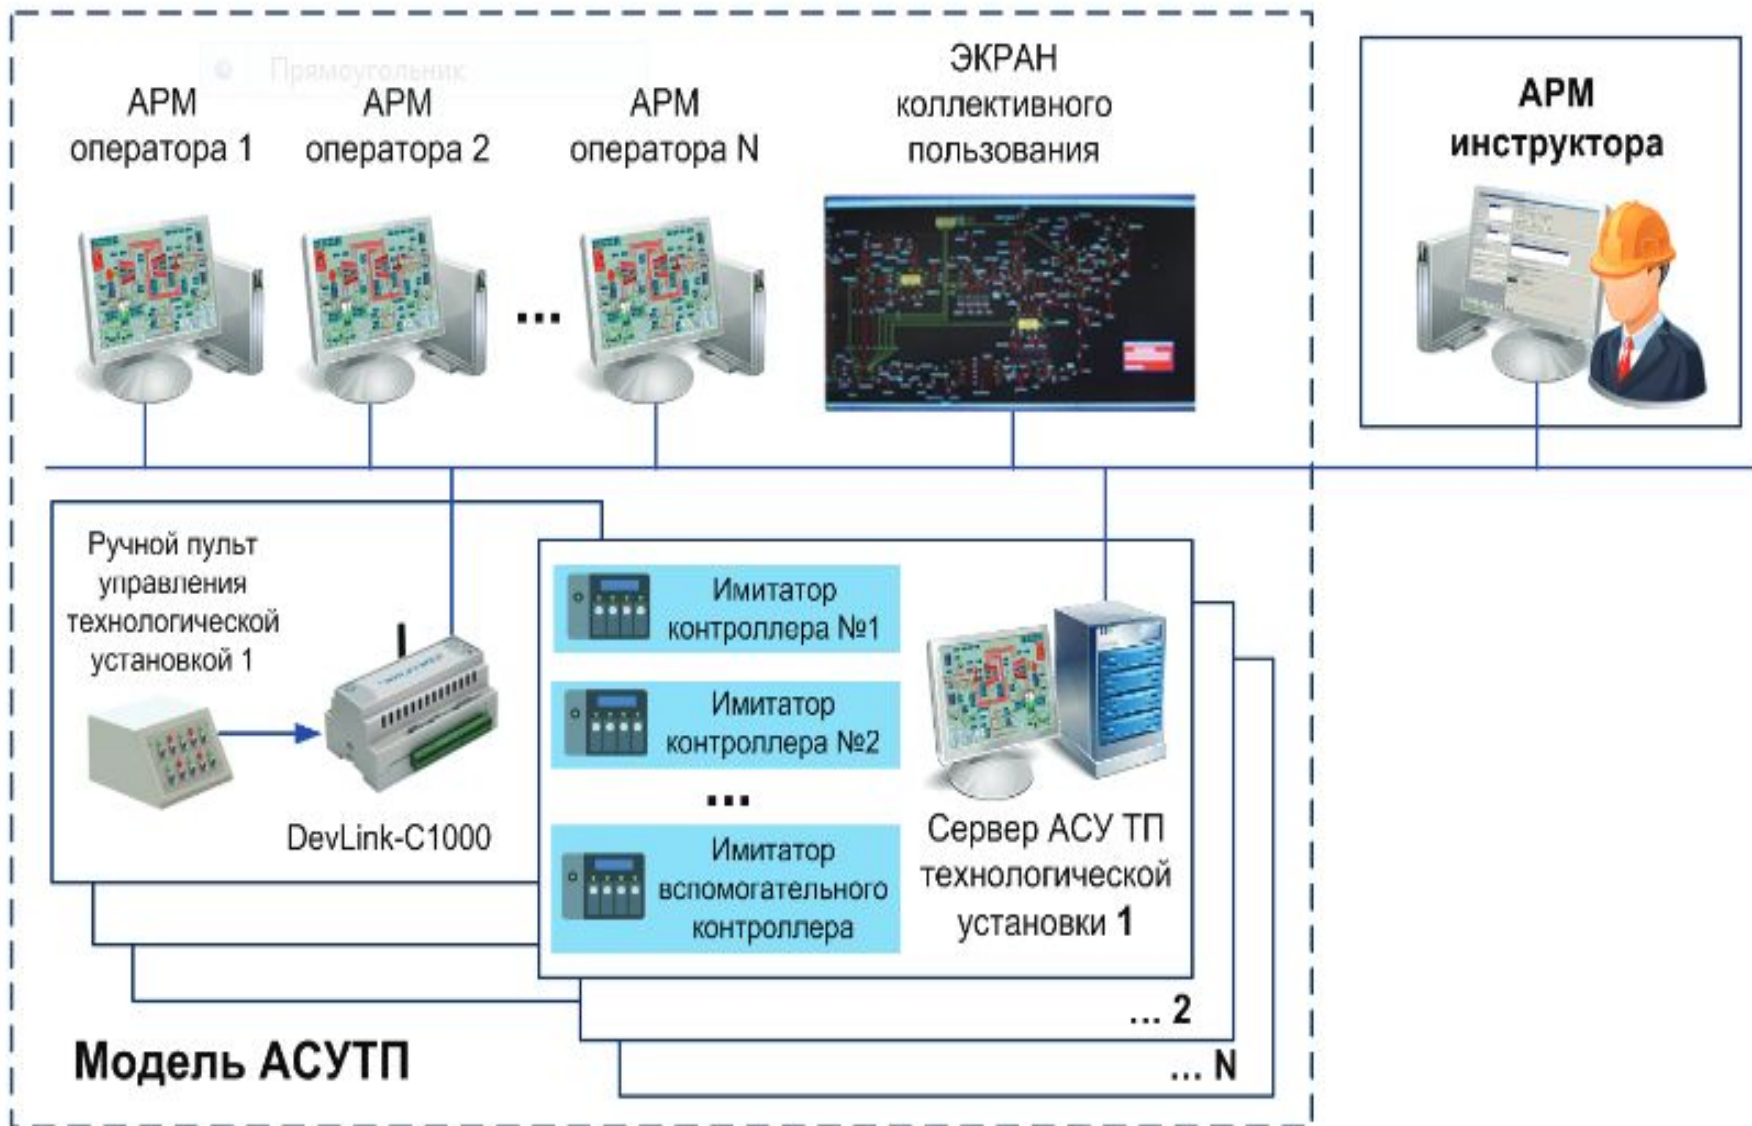 Прямоугольник
АРМ
оператора 1
АРМ
оператора 2
АРМ
оператора N
ЭКРАН
коллективного
пользования
АРМ
инструктора
...
Ручной пульт
управления
технологической
установкой 1
DevLink-C1000
Имитатор
контроллера №1
Имитатор
контроллера №2
...
Имитатор
вспомогательного
контроллера
Сервер АСУ ТП
технологической
установки 1
... 2
... N
Модель АСУТП